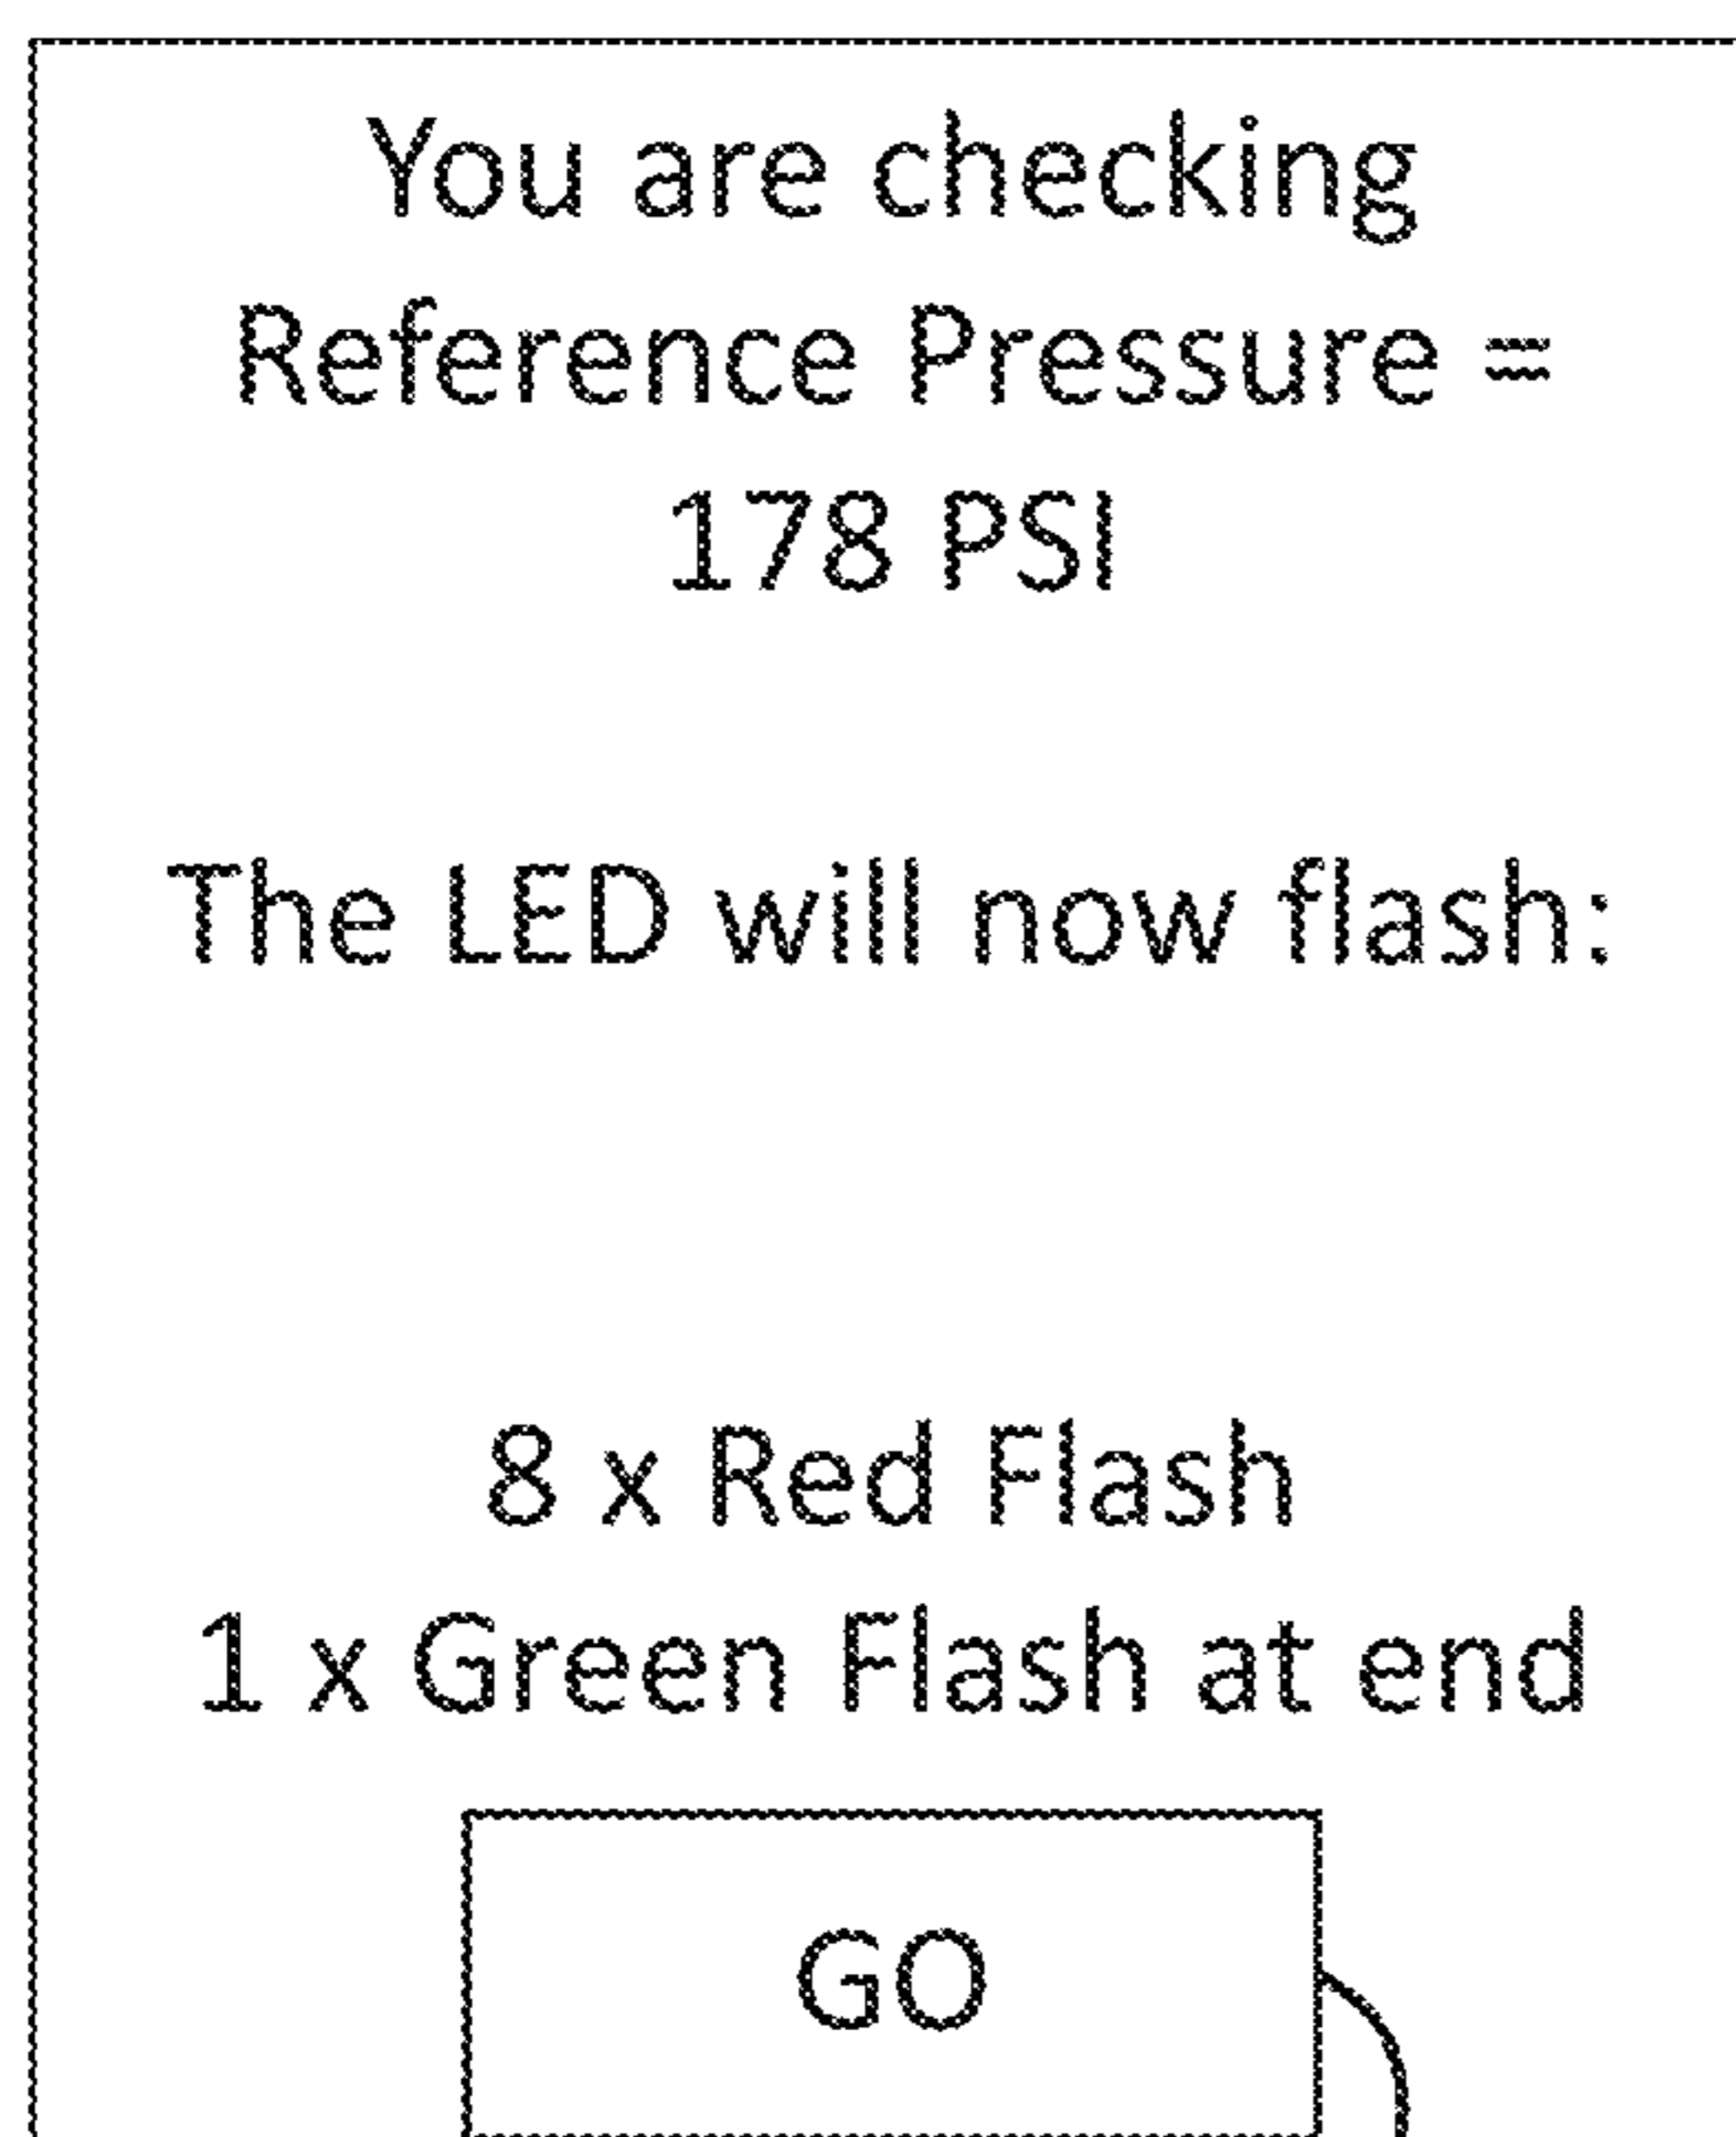 You are checking
Reference Pressure =
178 PSI
The LED will now flash:
8 x Red Flash
1 x Green Flash at end
GO